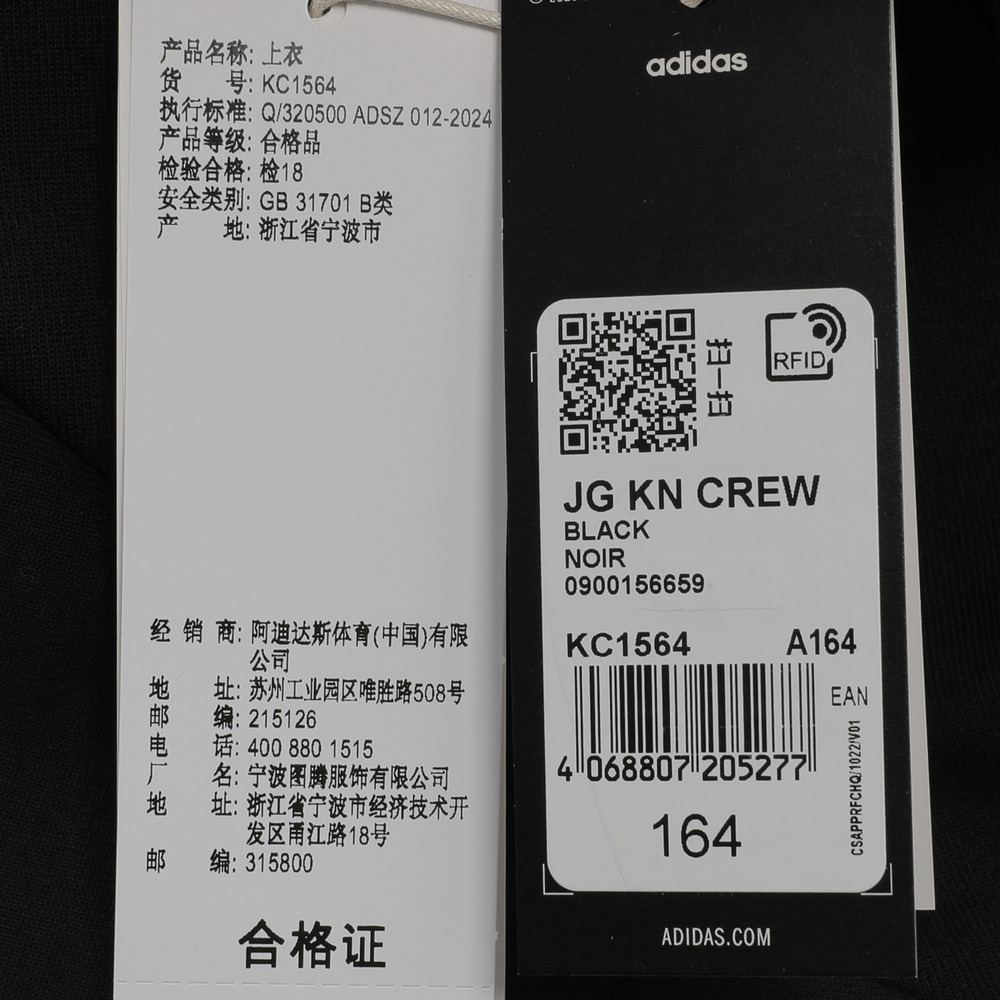 产品名称: 上衣
货 号: KC1564
执行标准: Q/320500 ADSZ 012-2024
产品等级: 合格品
检验合格: 检18
安全类别: GB 31701 B类
产 地: 浙江省宁波市
经 销 商: 阿迪达斯体育(中国)有限
公司
地 址: 苏州工业园区唯胜路508号
邮 编: 215126
电 话: 400 880 1515
厂 名: 宁波图腾服饰有限公司
地 址: 浙江省宁波市经济技术开
发区甬江路18号
邮 编: 315800
合格证
adidas
扫一扫
RFID
JG KN CREW
BLACK
NOIR
0900156659
KC1564 A164
EAN
CSAPPRFCHQ/1022/V01
4 068807 205277
164
ADIDAS.COM